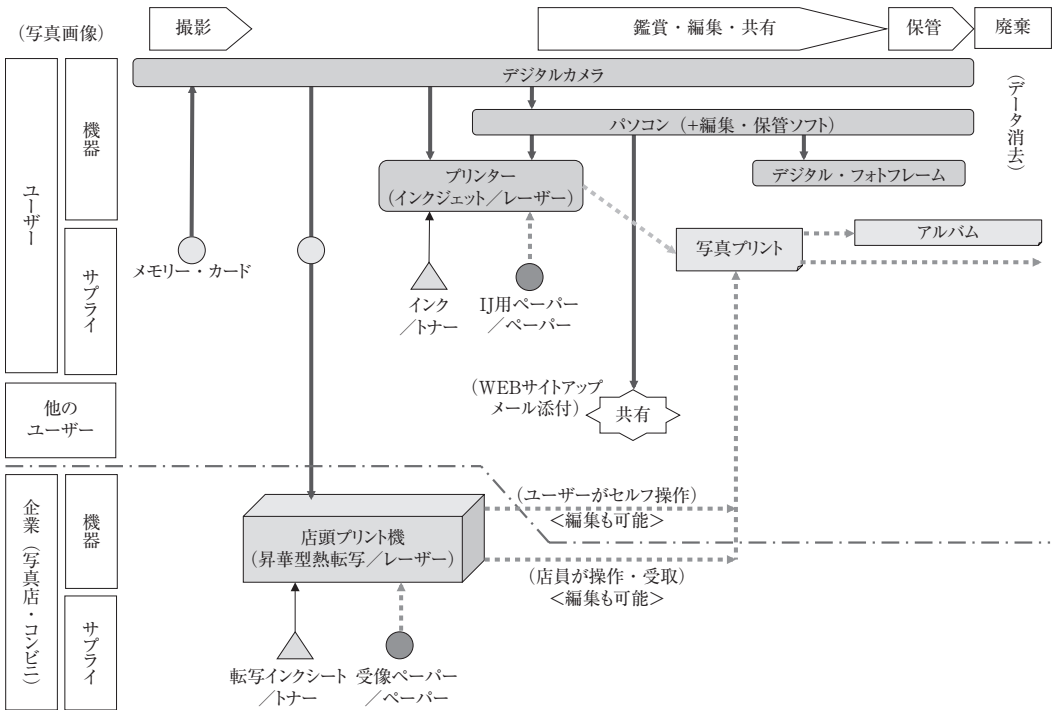 (写真画像)
撮影
鑑賞・編集・共有
保管
廃棄
ユーザー
機器
デジタルカメラ
パソコン (+編集・保管ソフト)
(データ消去)
プリンター
(インクジェット/レーザー)
デジタル・フォトフレーム
サプライ
メモリー・カード
インク
/トナー
IJ用ペーパー
/ペーパー
写真プリント
アルバム
他の
ユーザー
(WEBサイトアップ
メール添付)
共有
企業(写真店・コンビニ)
機器
店頭プリント機
(昇華型熱転写/レーザー)
(ユーザーがセルフ操作)
<編集も可能>
(店員が操作・受取)
<編集も可能>
サプライ
転写インクシート
/トナー
受像ペーパー
/ペーパー